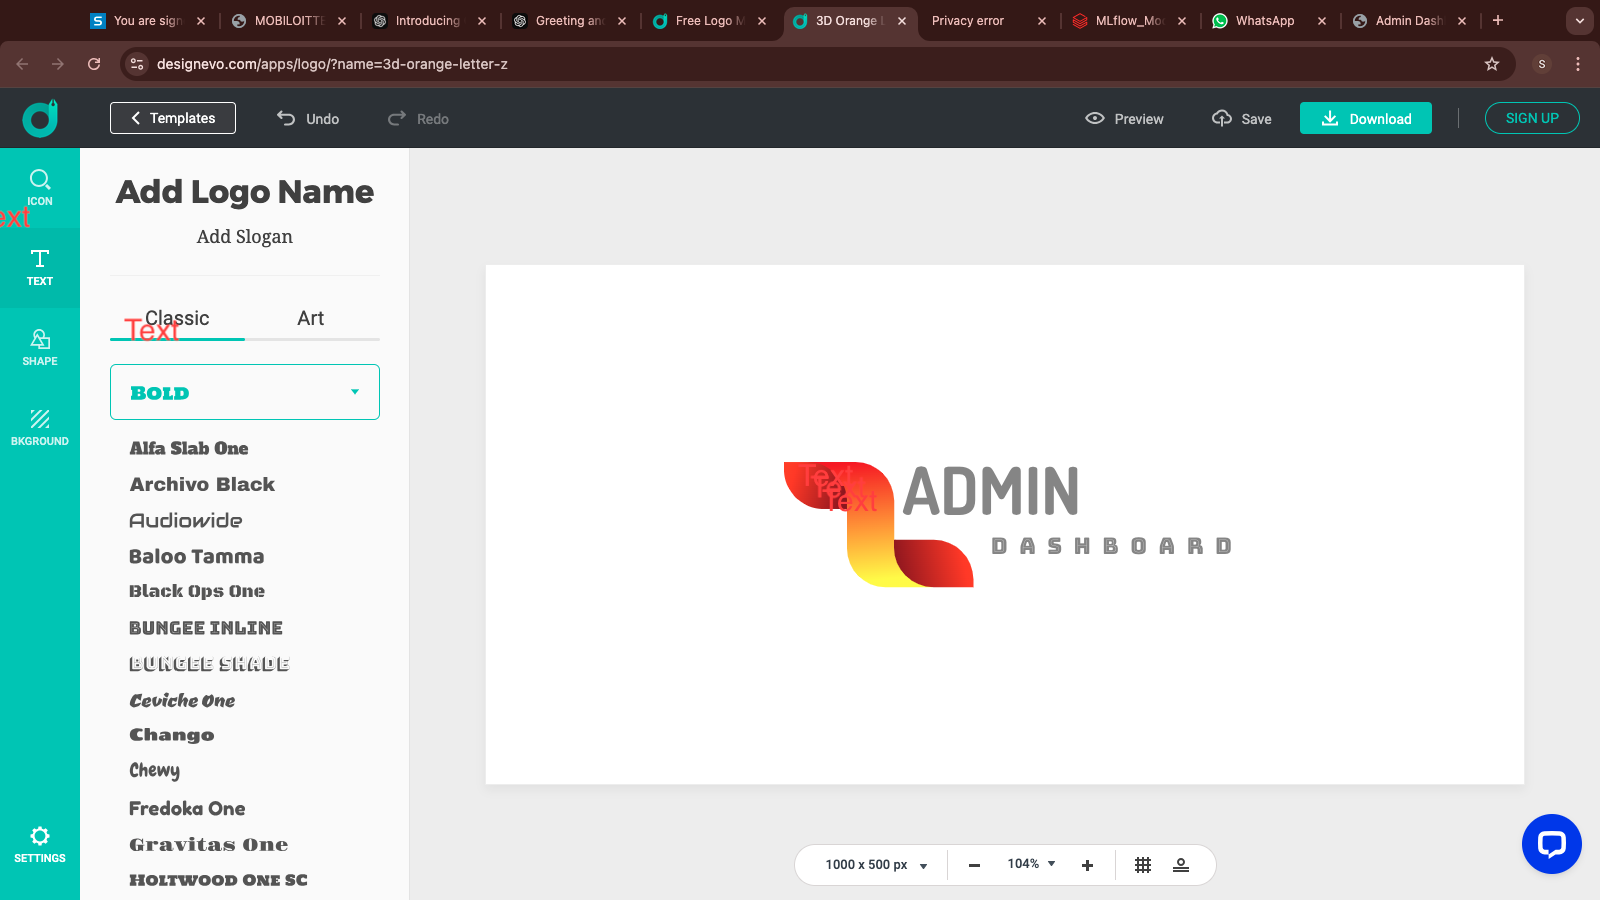 You are sign
MOBILOITTE
Introducing
Greeting and
Free Logo M
3D Orange L
Privacy error
MLflow_Mo
WhatsApp
Admin Dash
designevo.com/apps/logo/?name=3d-orange-letter-z
S
Templates
Undo
Redo
Preview
Save
Download
SIGN UP
ICON
ext
TEXT
SHAPE
BKGROUND
SETTINGS
Add Logo Name
Add Slogan
Classic
Art
Text
BOLD
Alfa Slab One
Archivo Black
Audiowide
Baloo Tamma
Black Ops One
BUNGEE INLINE
BUNGEE SHADE
Ceviche One
Chango
Chewy
Fredoka One
Gravitas One
HOLTWOOD ONE SC
Text
Text
Text
ADMIN
DASHBOARD
1000 x 500 px
104%